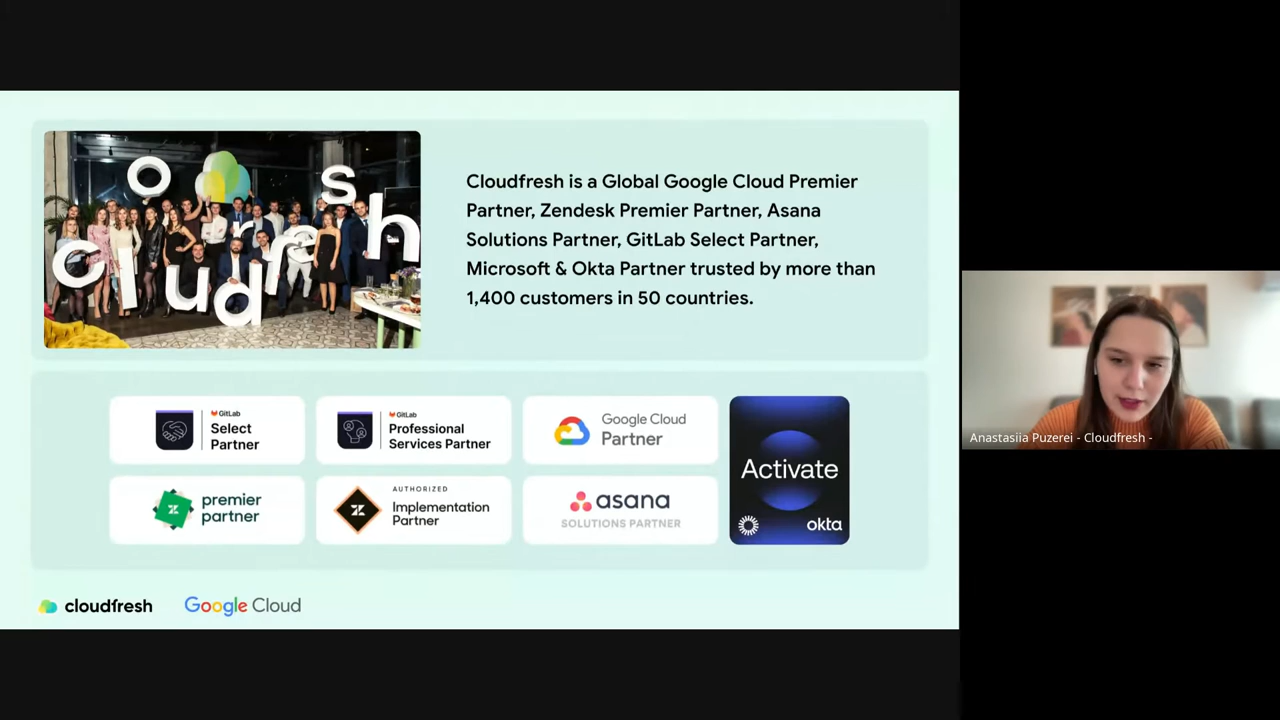 cloudfresh
Cloudfresh is a Global Google Cloud Premier
Partner, Zendesk Premier Partner, Asana
Solutions Partner, GitLab Select Partner,
Microsoft & Okta Partner trusted by more than
1,400 customers in 50 countries.
GitLab
Select
Partner
GitLab
Professional
Services Partner
Google Cloud
Partner
premier
partner
AUTHORIZED
Implementation
Partner
asana
SOLUTIONS PARTNER
Activate
okta
cloudfresh
Google Cloud
Anastasiia Puzerei - Cloudfresh -